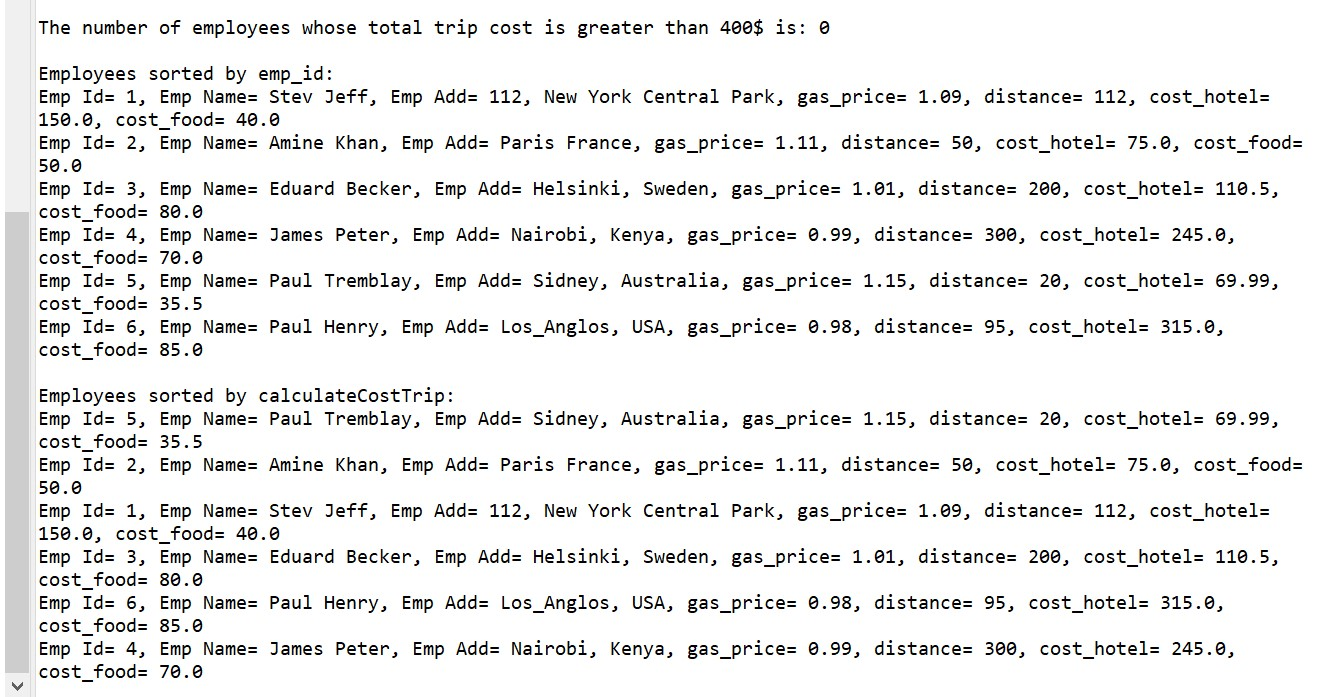 The number of employees whose total trip cost is greater than 400$ is: 0
Employees sorted by emp_id:
Emp Id= 1, Emp Name= Stev Jeff, Emp Add= 112, New York Central Park, gas_price= 1.09, distance= 112, cost_hotel=
150.0, cost_food= 40.0
Emp Id= 2, Emp Name= Amine Khan, Emp Add= Paris France, gas_price= 1.11, distance= 50, cost_hotel= 75.0, cost_food=
50.0
Emp Id= 3, Emp Name= Eduard Becker, Emp Add= Helsinki, Sweden, gas_price= 1.01, distance= 200, cost_hotel= 110.5,
cost_food= 80.0
Emp Id= 4, Emp Name= James Peter, Emp Add= Nairobi, Kenya, gas_price= 0.99, distance= 300, cost_hotel= 245.0,
cost_food= 70.0
Emp Id= 5, Emp Name= Paul Tremblay, Emp Add= Sidney, Australia, gas_price= 1.15, distance= 20, cost_hotel= 69.99,
cost_food= 35.5
Emp Id= 6, Emp Name= Paul Henry, Emp Add= Los_Anglos, USA, gas_price= 0.98, distance= 95, cost_hotel= 315.0,
cost_food= 85.0
Employees sorted by calculateCostTrip:
Emp Id= 5, Emp Name= Paul Tremblay, Emp Add= Sidney, Australia, gas_price= 1.15, distance= 20, cost_hotel= 69.99,
cost_food= 35.5
Emp Id= 2, Emp Name= Amine Khan, Emp Add= Paris France, gas_price= 1.11, distance= 50, cost_hotel= 75.0, cost_food=
50.0
Emp Id= 1, Emp Name= Stev Jeff, Emp Add= 112, New York Central Park, gas_price= 1.09, distance= 112, cost_hotel=
150.0, cost_food= 40.0
Emp Id= 3, Emp Name= Eduard Becker, Emp Add= Helsinki, Sweden, gas_price= 1.01, distance= 200, cost_hotel= 110.5,
cost_food= 80.0
Emp Id= 6, Emp Name= Paul Henry, Emp Add= Los_Anglos, USA, gas_price= 0.98, distance= 95, cost_hotel= 315.0,
cost_food= 85.0
Emp Id= 4, Emp Name= James Peter, Emp Add= Nairobi, Kenya, gas_price= 0.99, distance= 300, cost_hotel= 245.0,
cost_food= 70.0